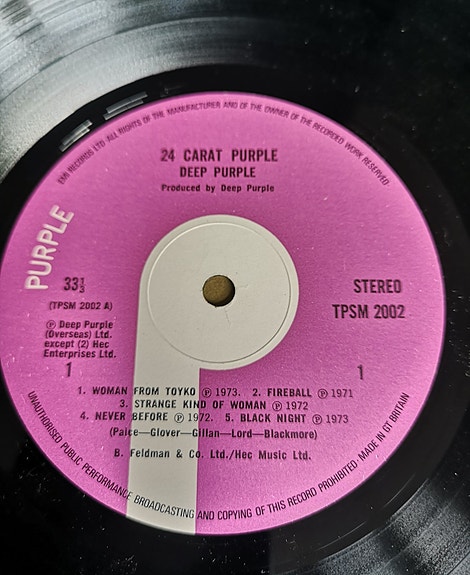 EMI RECORDS LTD ALL RIGHTS OF THE MANUFACTURER AND OF THE OWNER OF THE RECORDED WORK RESERVED
24 CARAT PURPLE
DEEP PURPLE
Produced by Deep Purple
PURPLE
33⅓
(TPSM 2002 A)
STEREO
TPSM 2002
Ⓟ Deep Purple
(Overseas) Ltd.
except (2) Hec
Enterprises Ltd.
1
1
1. WOMAN FROM TOYKO Ⓟ 1973. 2. FIREBALL Ⓟ 1971
3. STRANGE KIND OF WOMAN Ⓟ 1972
4. NEVER BEFORE Ⓟ 1972. 5. BLACK NIGHT Ⓟ 1973
(Paice—Glover—Gillan—Lord—Blackmore)
B. Feldman & Co. Ltd./Hec Music Ltd.
UNAUTHORISED PUBLIC PERFORMANCE BROADCASTING AND COPYING OF THIS RECORD PROHIBITED · MADE IN GT BRITAIN